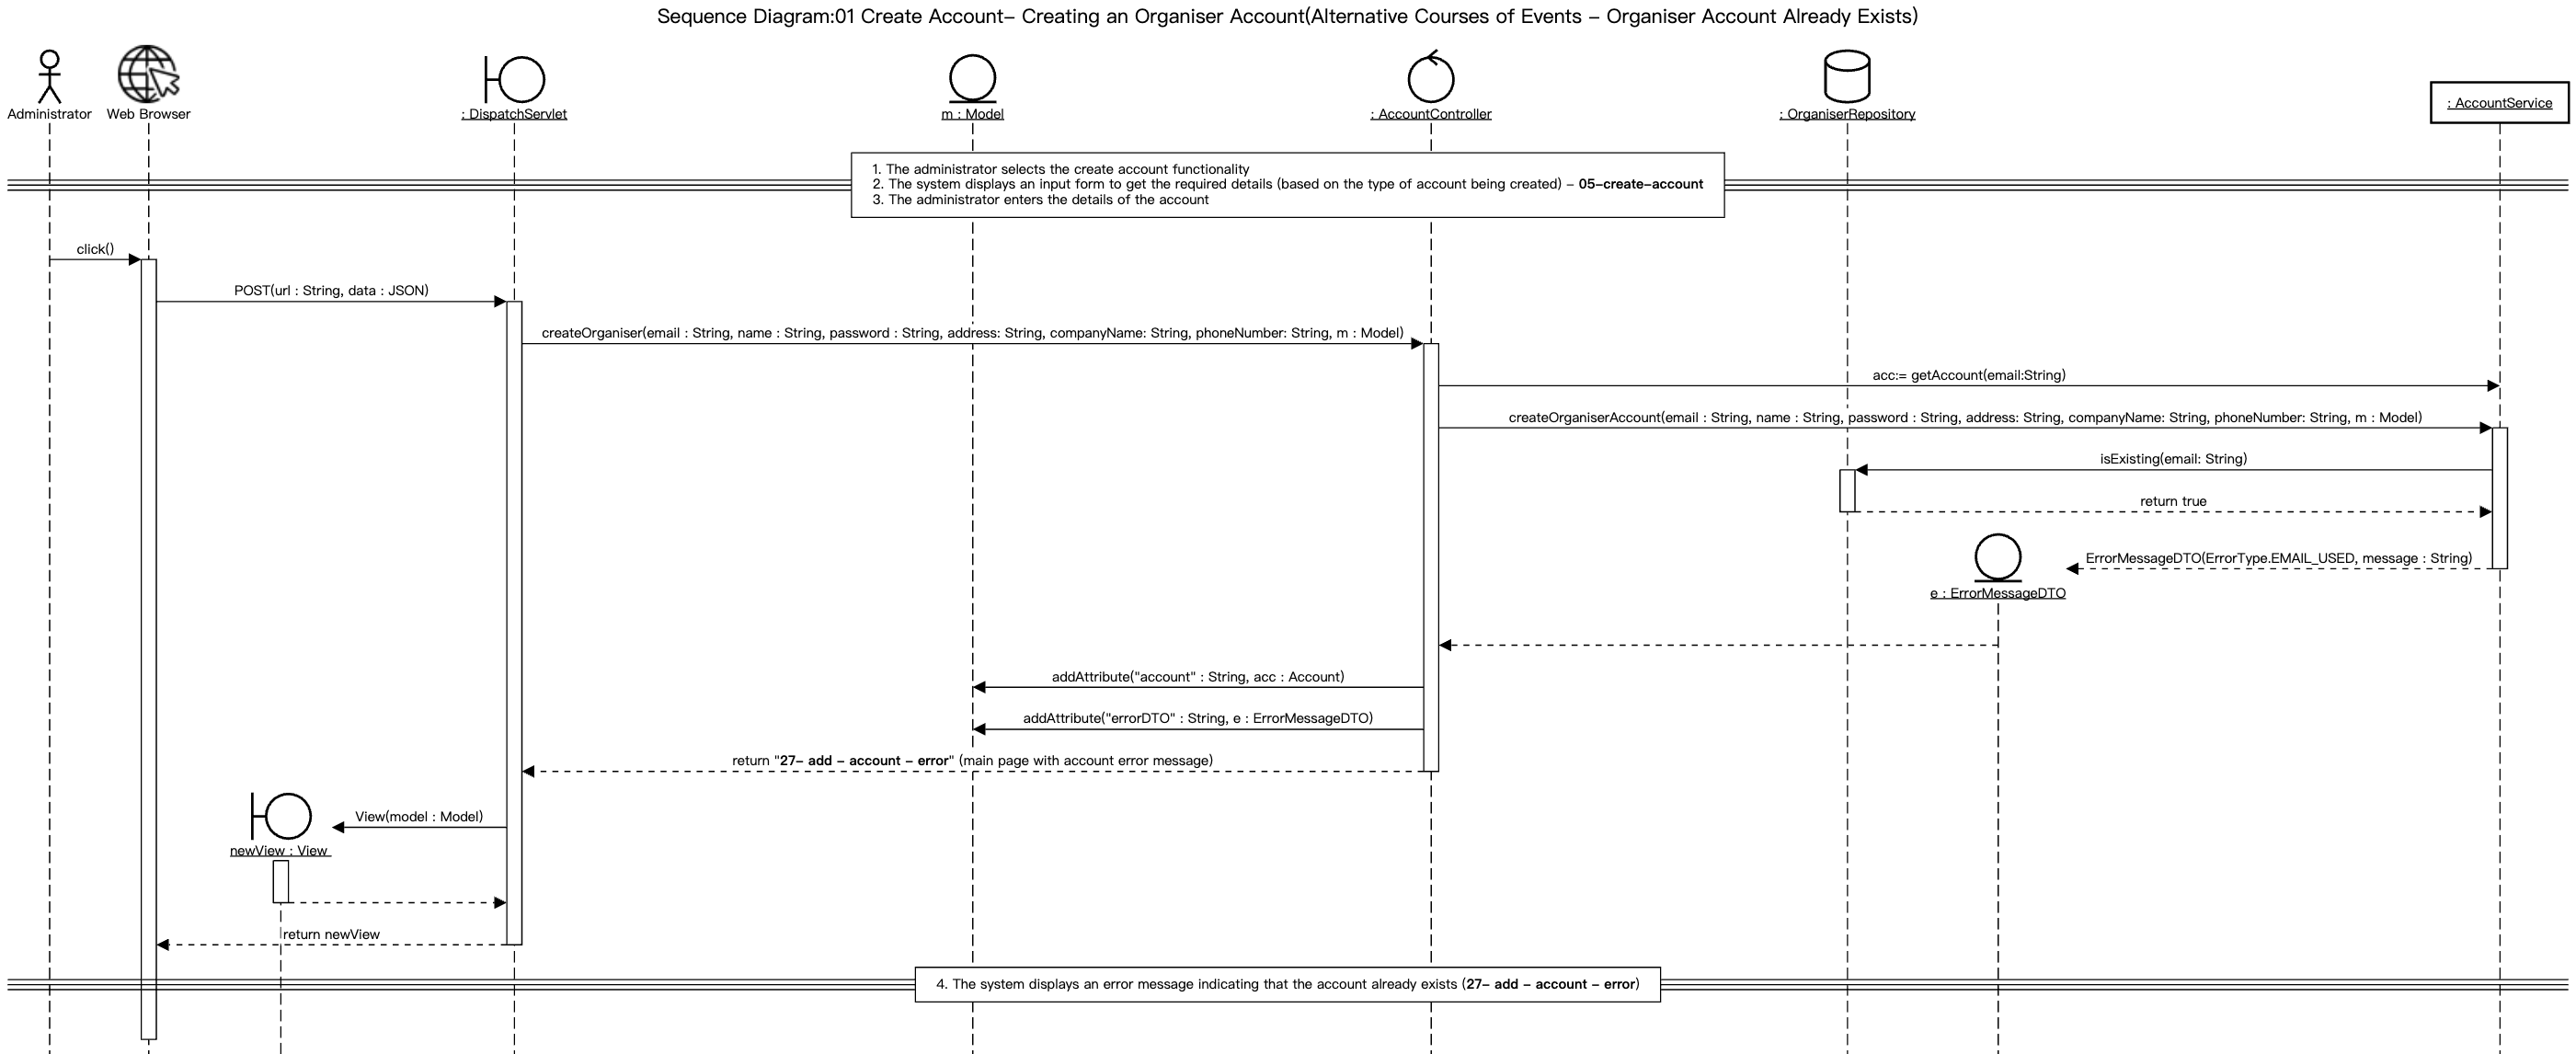 Sequence Diagram:01 Create Account– Creating an Organiser Account(Alternative Courses of Events – Organiser Account Already Exists)
Administrator
Web Browser
: DispatchServlet
m : Model
: AccountController
: OrganiserRepository
: AccountService
1. The administrator selects the create account functionality
2. The system displays an input form to get the required details (based on the type of account being created) – 05–create–account
3. The administrator enters the details of the account
click()
POST(url : String, data : JSON)
createOrganiser(email : String, name : String, password : String, address: String, companyName: String, phoneNumber: String, m : Model)
acc:= getAccount(email:String)
createOrganiserAccount(email : String, name : String, password : String, address: String, companyName: String, phoneNumber: String, m : Model)
isExisting(email: String)
return true
ErrorMessageDTO(ErrorType.EMAIL_USED, message : String)
e : ErrorMessageDTO
addAttribute("account" : String, acc : Account)
addAttribute("errorDTO" : String, e : ErrorMessageDTO)
return "27– add – account – error" (main page with account error message)
View(model : Model)
newView : View
return newView
4. The system displays an error message indicating that the account already exists (27– add – account – error)